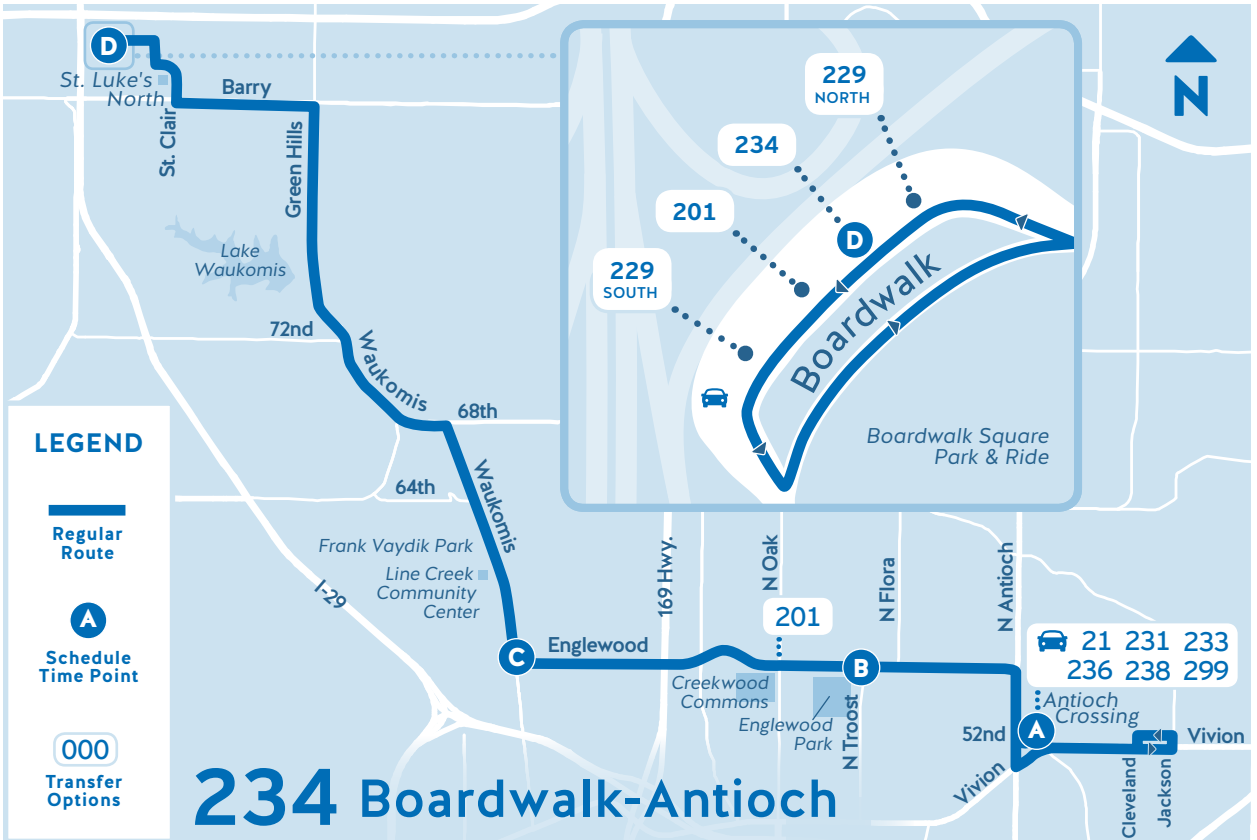 D
St. Luke's
North
Barry
St. Clair
Green Hills
Lake
Waukomis
72nd
Waukomis
68th
64th
Waukomis
Frank Vaydik Park
Line Creek
Community
Center
I-29
229
NORTH
234
201
229
SOUTH
D
Boardwalk
Boardwalk Square
Park & Ride
N
LEGEND
Regular
Route
A
Schedule
Time Point
000
Transfer
Options
169 Hwy.
N Oak
N Flora
N Antioch
201
C
Englewood
B
Creekwood
Commons
Englewood
Park
N Troost
21 231 233
236 238 299
Antioch
Crossing
A
52nd
Vivion
Vivion
Cleveland
Jackson
234 Boardwalk-Antioch